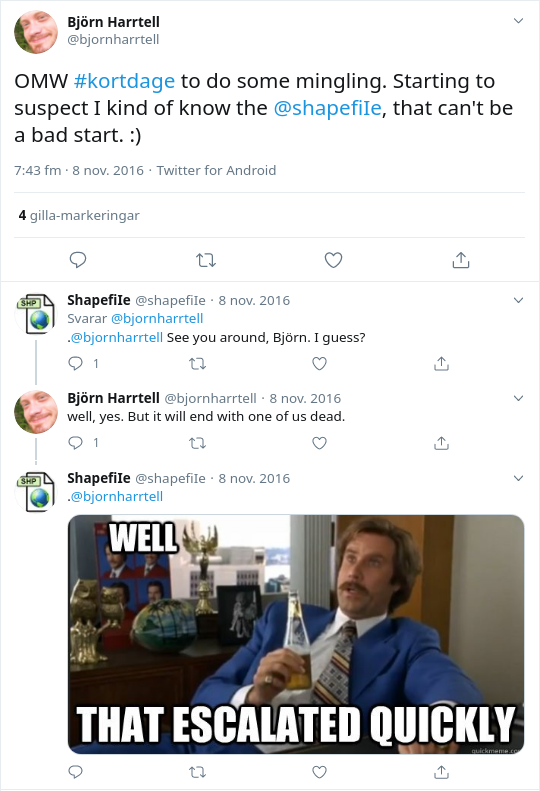 Björn Harrtell
@bjornharrtell
OMW #kortdage to do some mingling. Starting to
suspect I kind of know the @shapefiIe, that can't be
a bad start. :)
7:43 fm · 8 nov. 2016 · Twitter for Android
4 gilla-markeringar
SHP
ShapefiIe @shapefiIe · 8 nov. 2016
Svarar @bjornharrtell
.@bjornharrtell See you around, Björn. I guess?
1
Björn Harrtell @bjornharrtell · 8 nov. 2016
well, yes. But it will end with one of us dead.
1
SHP
ShapefiIe @shapefiIe · 8 nov. 2016
.@bjornharrtell
WELL
THAT ESCALATED QUICKLY